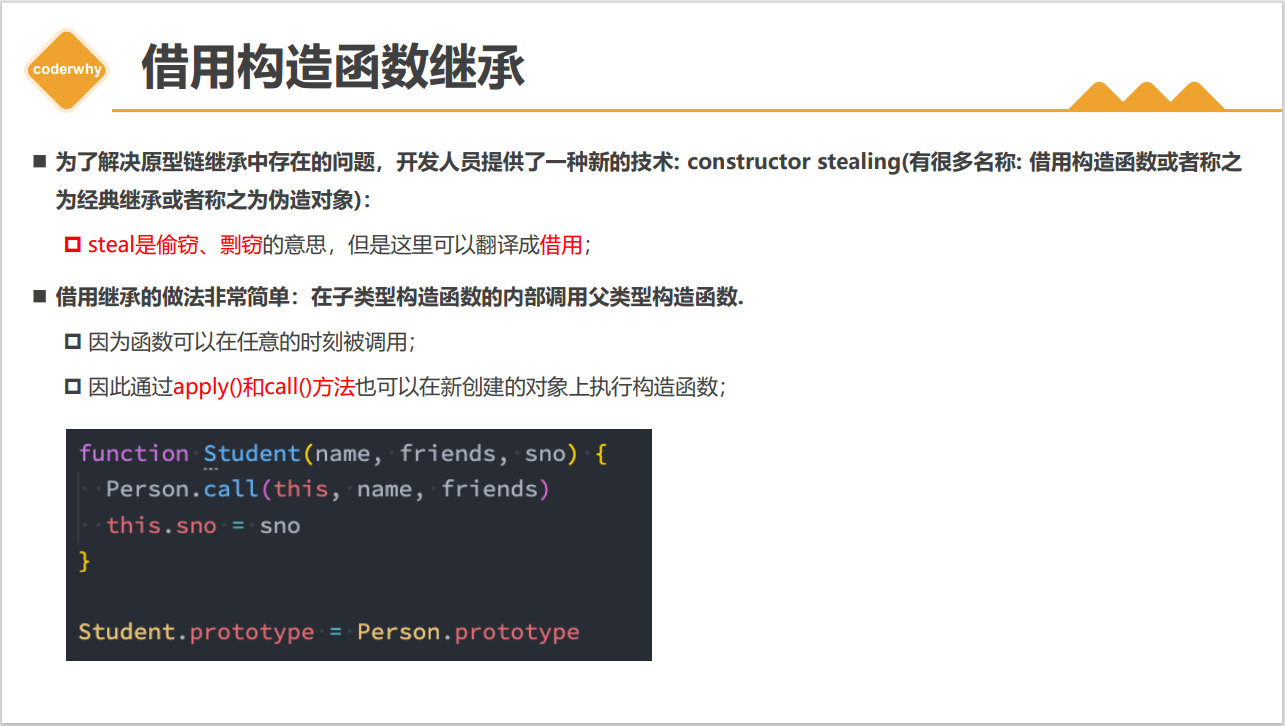 coderwhy
借用构造函数继承
为了解决原型链继承中存在的问题，开发人员提供了一种新的技术: constructor stealing(有很多名称: 借用构造函数或者称之
为经典继承或者称之为伪造对象)：
steal是偷窃、剽窃的意思，但是这里可以翻译成借用；
借用继承的做法非常简单：在子类型构造函数的内部调用父类型构造函数.
因为函数可以在任意的时刻被调用；
因此通过apply()和call()方法也可以在新创建的对象上执行构造函数；
function Student(name, friends, sno) {
  Person.call(this, name, friends)
  this.sno = sno
}
Student.prototype = Person.prototype